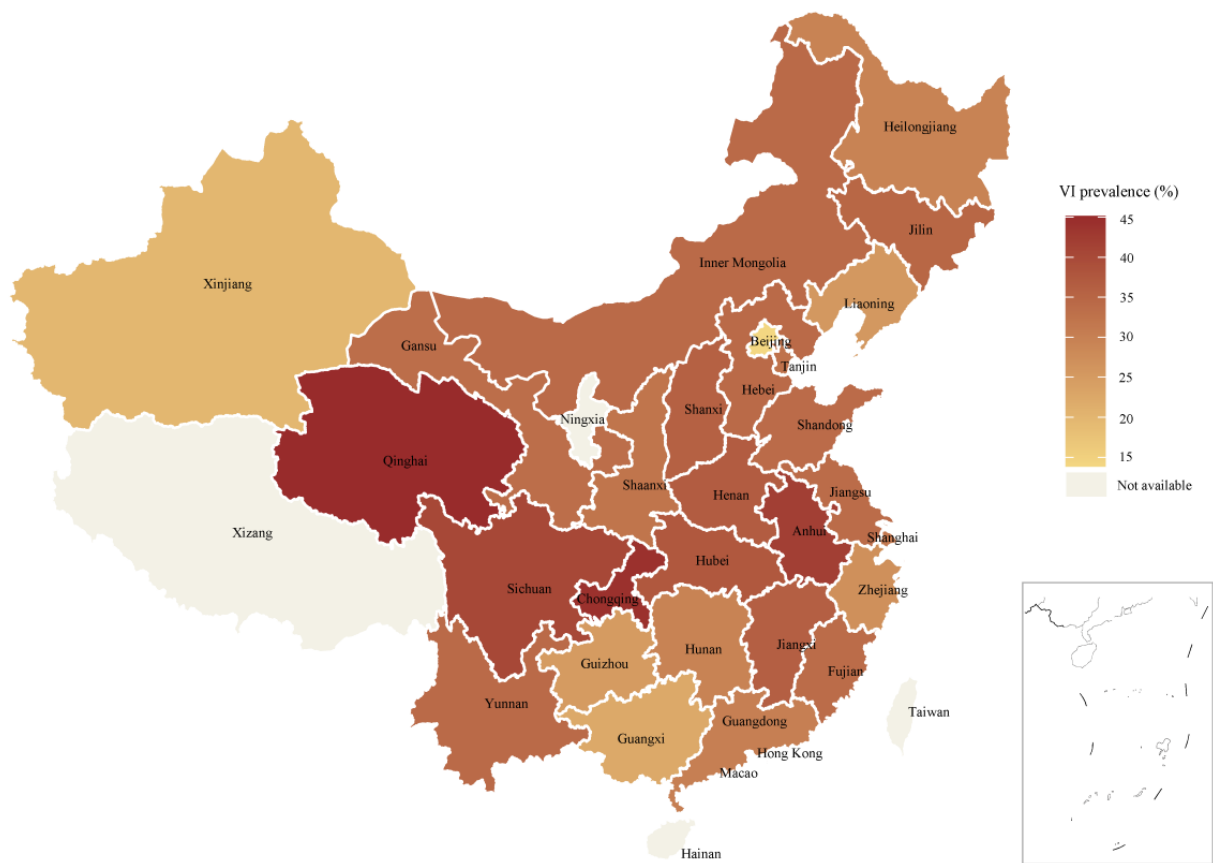 Heilongjiang
VI prevalence (%)
45
40
35
30
25
20
15
Not available
Jilin
Inner Mongolia
Xinjiang
Liaoning
Beijing
Gansu
Tanjin
Hebei
Ningxia
Shanxi
Shandong
Qinghai
Shaanxi
Henan
Jiangsu
Xizang
Anhui
Shanghai
Hubei
Sichuan
Chongqing
Zhejiang
Guizhou
Hunan
Jiangxi
Fujian
Yunnan
Taiwan
Guangxi
Guangdong
Hong Kong
Macao
Hainan